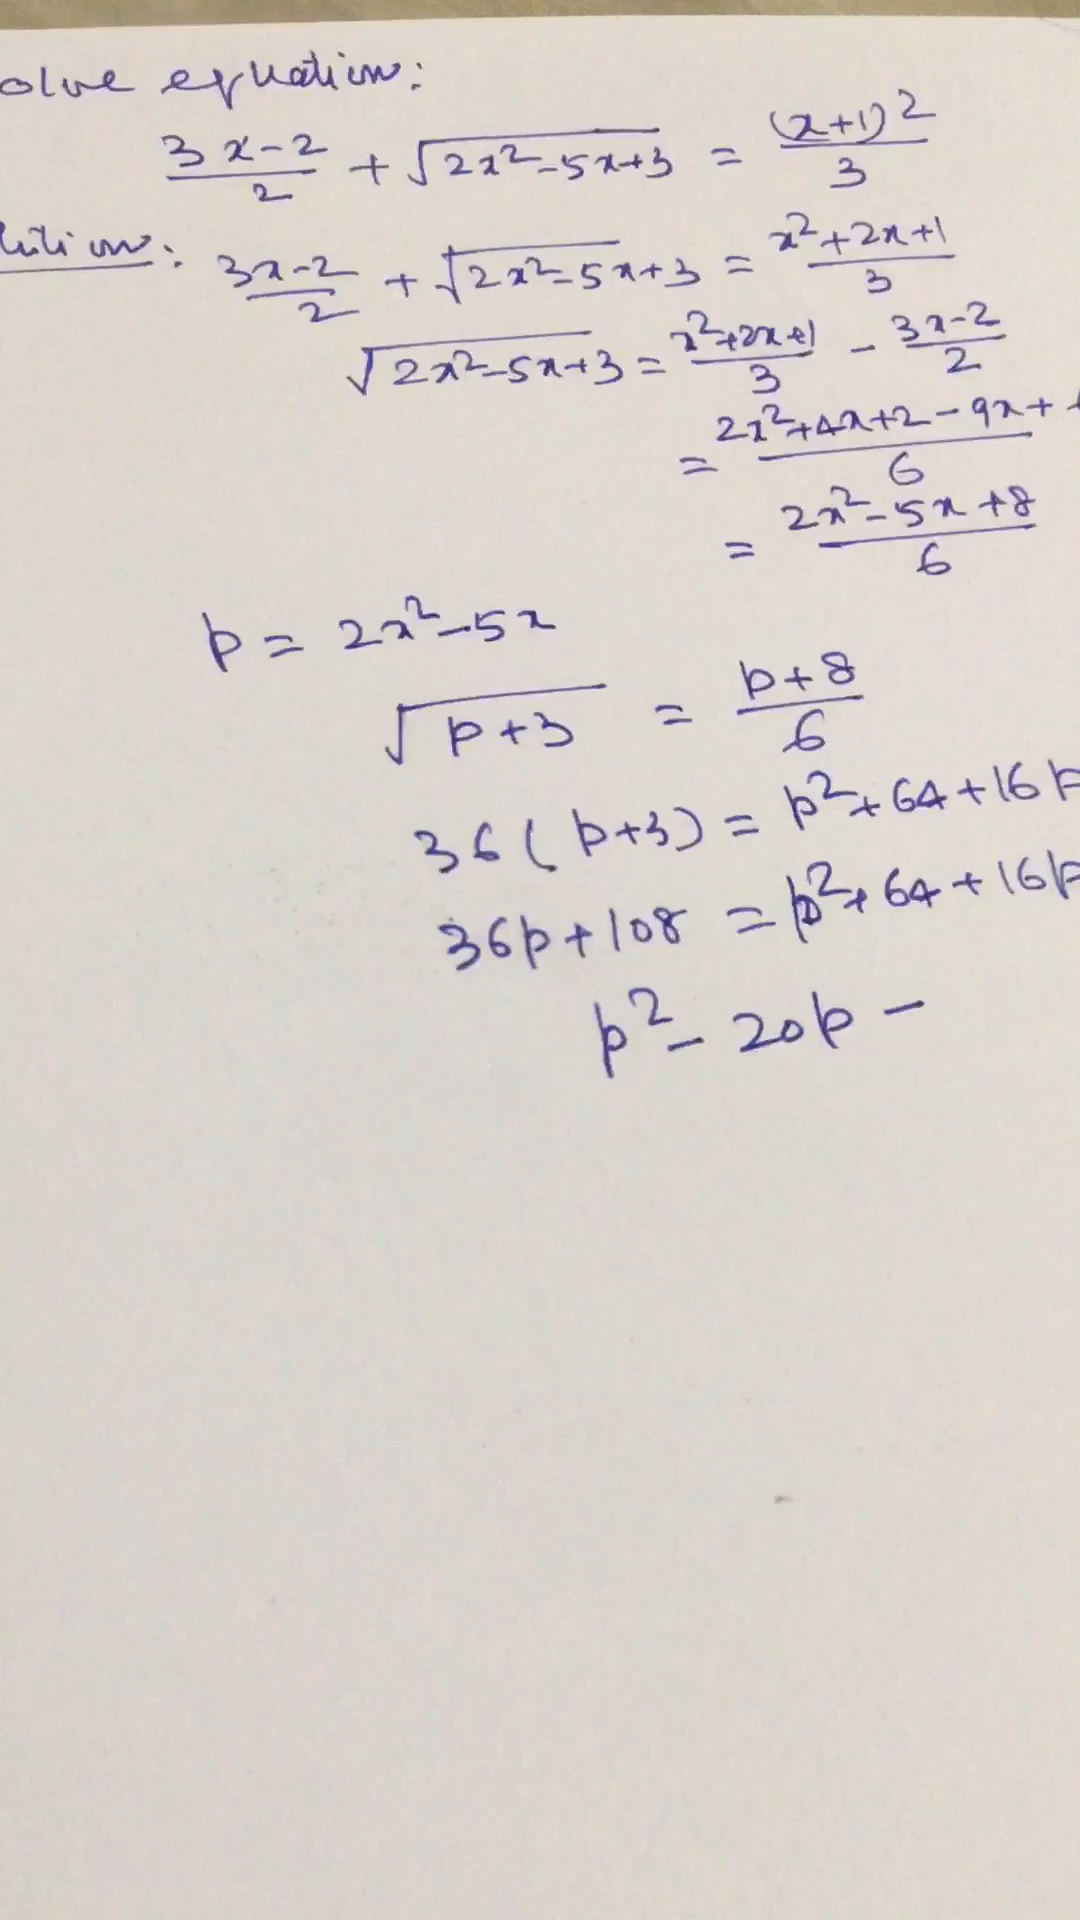 olve equation:
(3x-2)/2 + √(2x²-5x+3) = (x+1)²/3
ution: (3x-2)/2 + √(2x²-5x+3) = (x²+2x+1)/3
√(2x²-5x+3) = (x²+2x+1)/3 - (3x-2)/2
= (2x²+4x+2-9x+)/6
= (2x²-5x+8)/6
p = 2x²-5x
√(p+3) = (p+8)/6
36(p+3) = p²+64+16p
36p+108 = p²+64+16p
p²-20p-